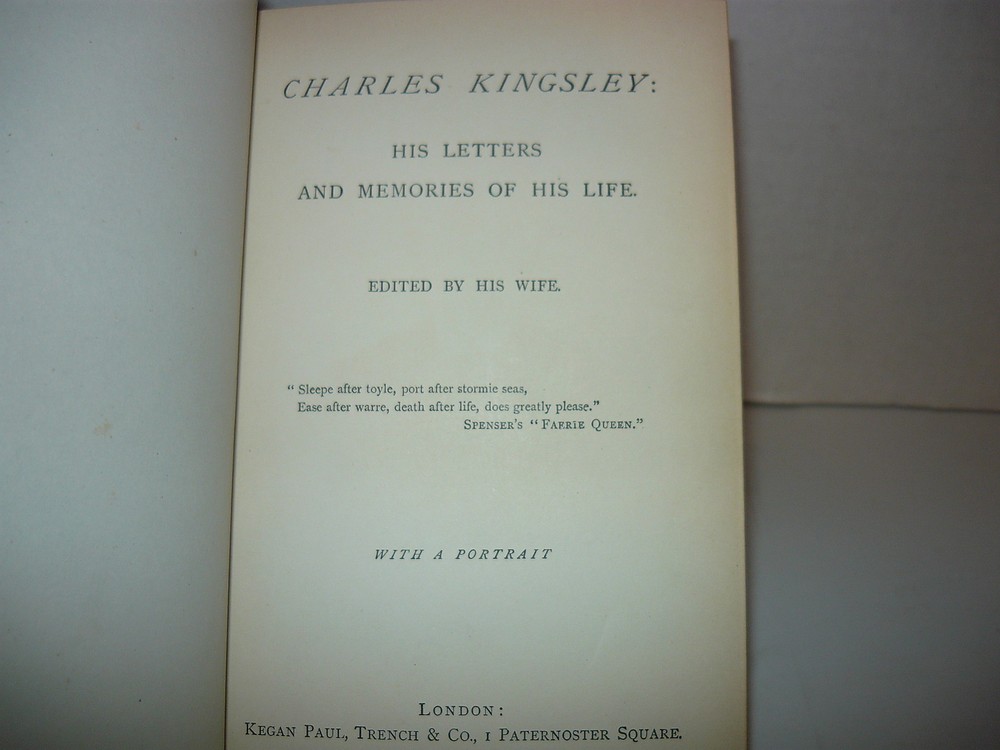 CHARLES KINGSLEY:
HIS LETTERS
AND MEMORIES OF HIS LIFE.
EDITED BY HIS WIFE.
“ Sleepe after toyle, port after stormie seas,
Ease after warre, death after life, does greatly please.”
SPENSER'S “FAERIE QUEEN.”
WITH A PORTRAIT
LONDON:
KEGAN PAUL, TRENCH & CO., 1 PATERNOSTER SQUARE.